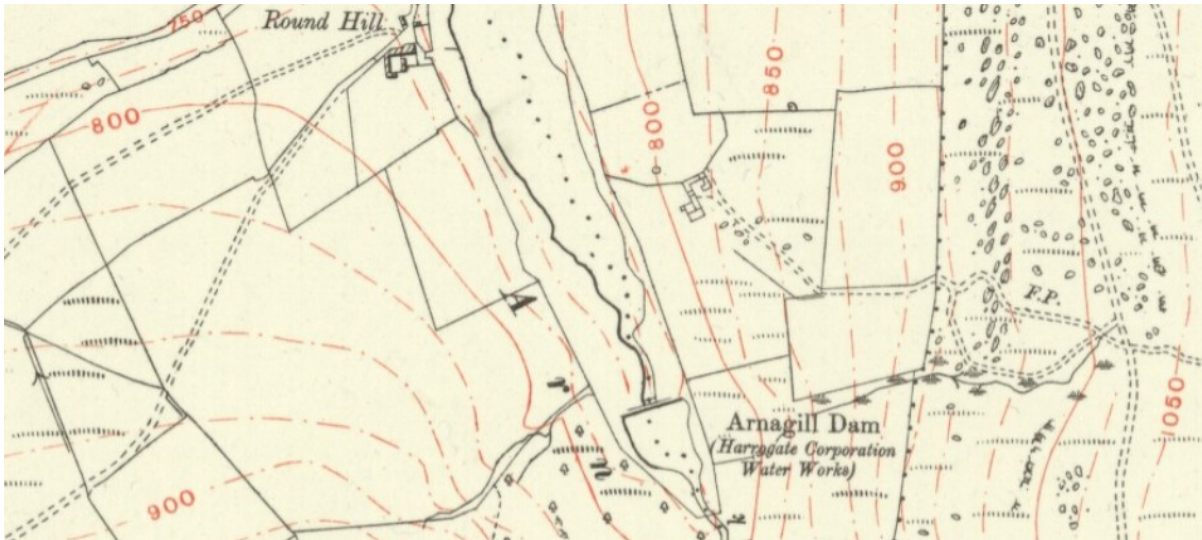 Round Hill
750
800
850
800
900
F.P.
A
r
n
k
Arnagill Dam
(Harrogate Corporation
Water Works)
1050
900